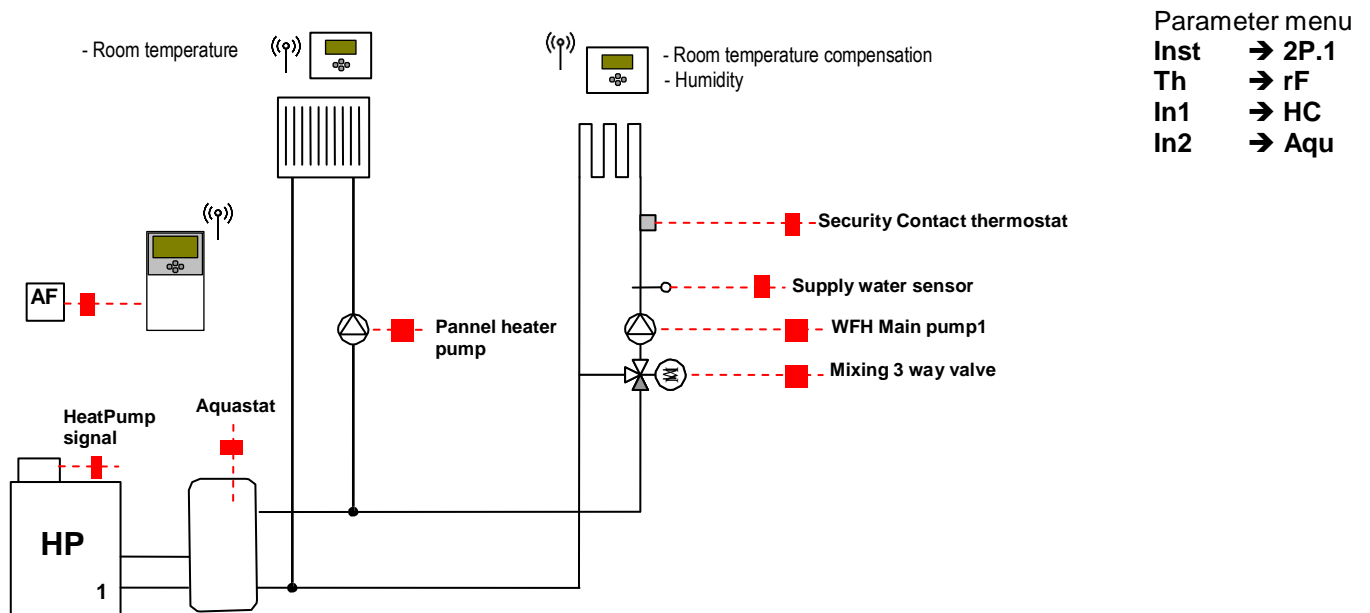 - Room temperature
- Room temperature compensation
- Humidity
Parameter menu
Inst ➔ 2P.1
Th ➔ rF
In1 ➔ HC
In2 ➔ Aqu
Security Contact thermostat
Supply water sensor
AF
Pannel heater
pump
WFH Main pump1
Mixing 3 way valve
HeatPump
signal
Aquastat
HP
1